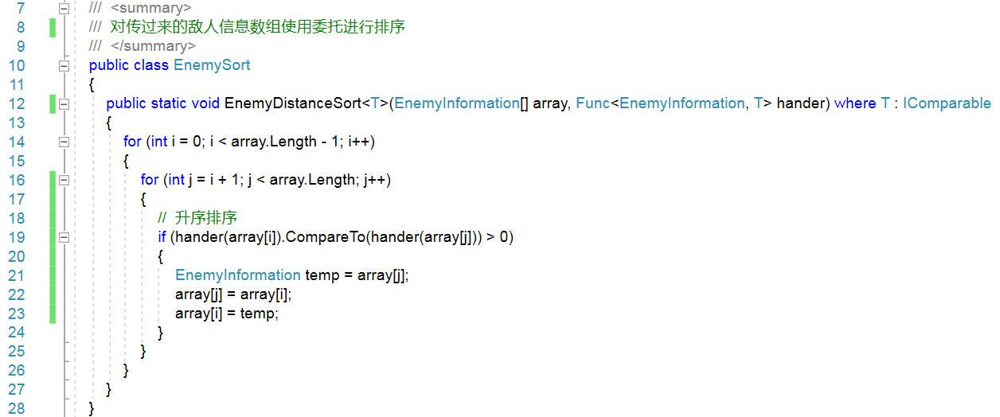 7 /// <summary>
8 /// 对传过来的敌人信息数组使用委托进行排序
9 /// </summary>
10 public class EnemySort
11 {
12 public static void EnemyDistanceSort<T>(EnemyInformation[] array, Func<EnemyInformation, T> hander) where T : IComparable
13 {
14 for (int i = 0; i < array.Length - 1; i++)
15 {
16 for (int j = i + 1; j < array.Length; j++)
17 {
18 // 升序排序
19 if (hander(array[i]).CompareTo(hander(array[j])) > 0)
20 {
21 EnemyInformation temp = array[j];
22 array[j] = array[i];
23 array[i] = temp;
24 }
25 }
26 }
27 }
28 }